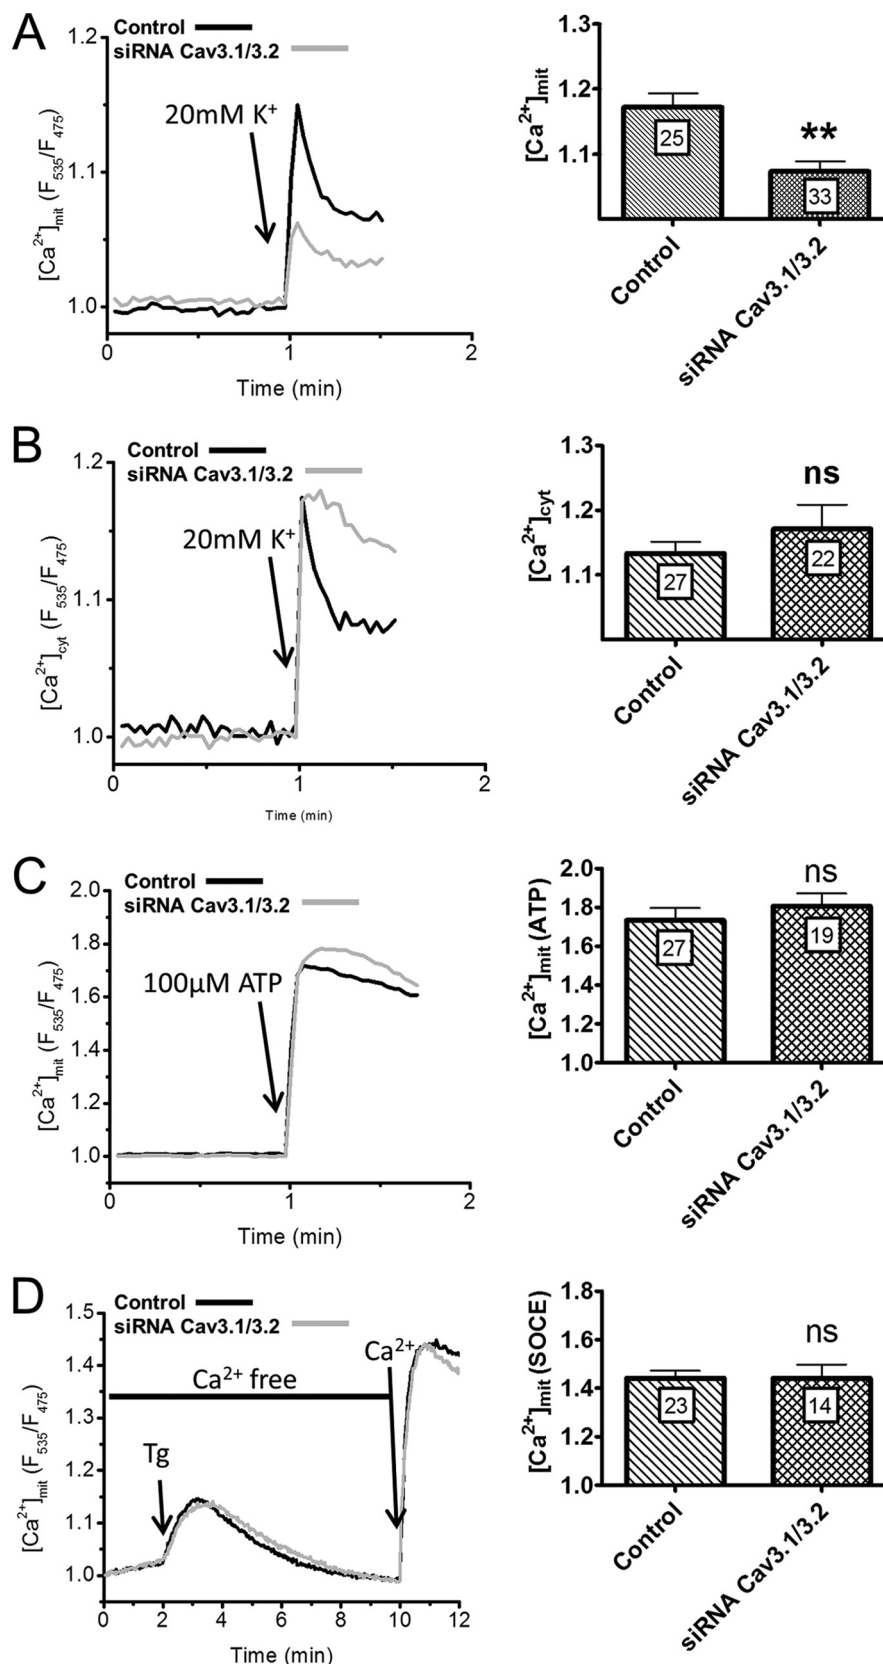 A
Control
siRNA Cav3.1/3.2
20mM K+
[Ca2+]mit (F535/F475)
1.2
1.1
1.0
0
1
2
Time (min)
[Ca2+]mit
1.3
1.2
1.1
25
**
33
Control
siRNA Cav3.1/3.2
B
Control
siRNA Cav3.1/3.2
20mM K+
[Ca2+]cyt (F535/F475)
1.2
1.1
1.0
0
1
2
Time (min)
[Ca2+]cyt
1.3
1.2
1.1
27
ns
22
Control
siRNA Cav3.1/3.2
C
Control
siRNA Cav3.1/3.2
100µM ATP
[Ca2+]mit (F535/F475)
2.0
1.8
1.6
1.4
1.2
1.0
0
1
2
Time (min)
[Ca2+]mit (ATP)
2.0
1.8
1.6
1.4
1.2
1.0
27
ns
19
Control
siRNA Cav3.1/3.2
D
Control
siRNA Cav3.1/3.2
Ca2+ free
Ca2+
Tg
[Ca2+]mit (F535/F475)
1.5
1.4
1.3
1.2
1.1
1.0
0
2
4
6
8
10
12
Time (min)
[Ca2+]mit (SOCE)
1.8
1.6
1.4
1.2
1.0
23
ns
14
Control
siRNA Cav3.1/3.2